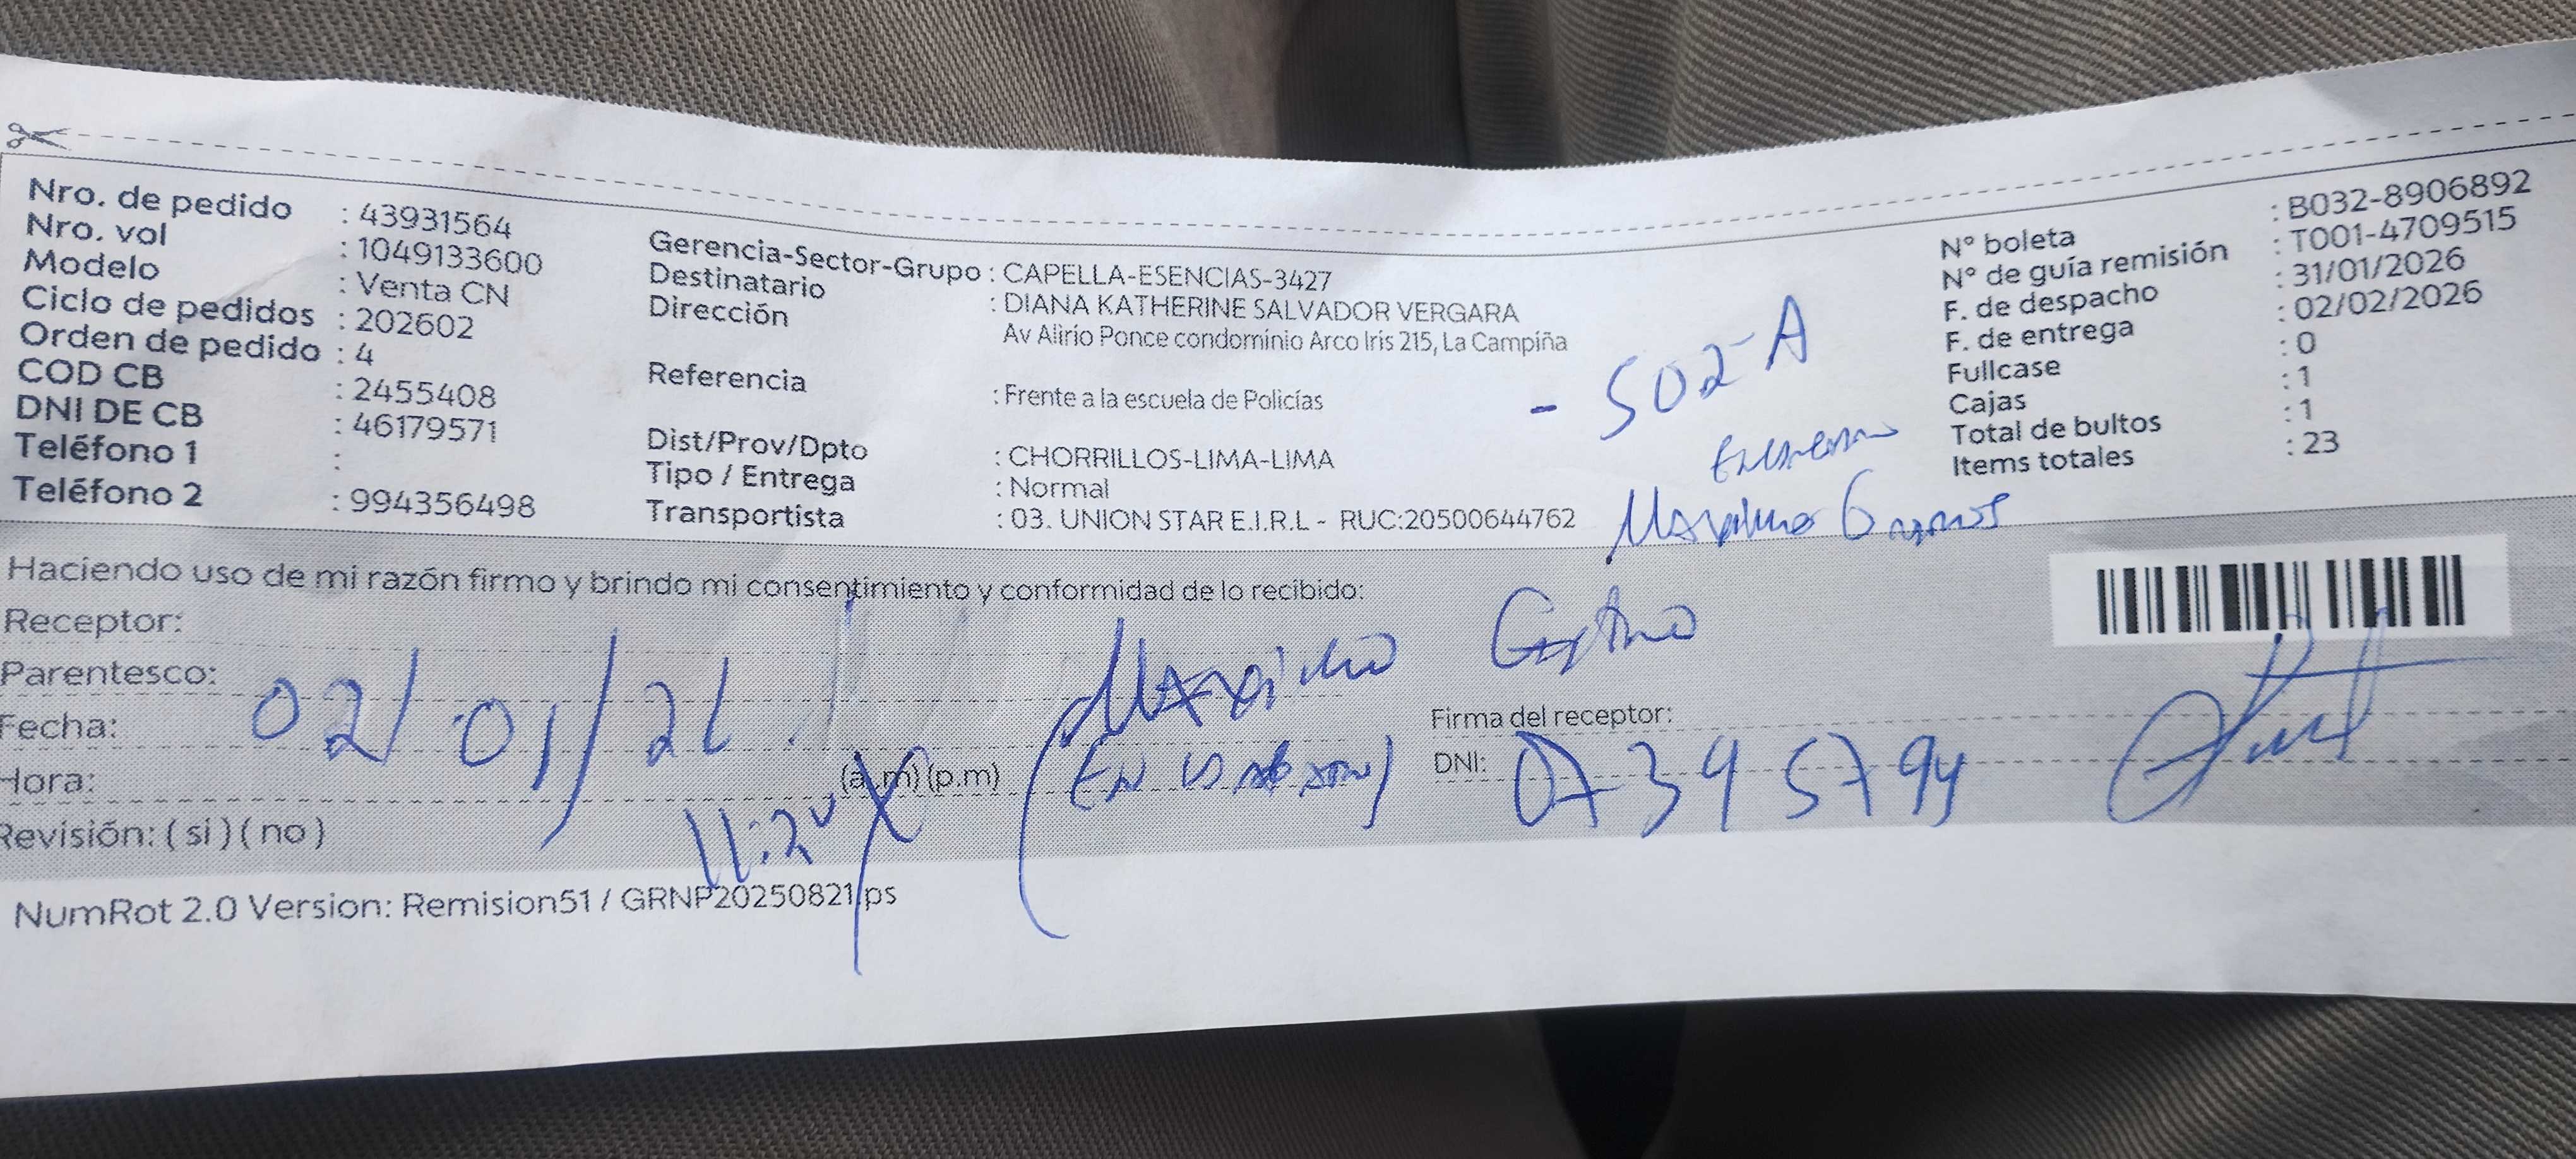 Nro. de pedido : 43931564
Nro. vol : 1049133600
Modelo : Venta CN
Ciclo de pedidos : 202602
Orden de pedido : 4
COD CB : 2455408
DNI DE CB : 46179571
Teléfono 1 :
Teléfono 2 : 994356498
Gerencia-Sector-Grupo : CAPELLA-ESENCIAS-3427
Destinatario : DIANA KATHERINE SALVADOR VERGARA
Dirección : Av Alirio Ponce condominio Arco Iris 215, La Campiña
Referencia : Frente a la escuela de Policías
Dist/Prov/Dpto : CHORRILLOS-LIMA-LIMA
Tipo / Entrega : Normal
Transportista : 03. UNION STAR E.I.R.L - RUC:20500644762
- 502-A
N° boleta : B032-8906892
N° de guía remisión : T001-4709515
F. de despacho : 31/01/2026
F. de entrega : 02/02/2026
Fullcase : 0
Cajas : 1
Total de bultos : 1
Items totales : 23
Haciendo uso de mi razón firmo y brindo mi consentimiento y conformidad de lo recibido:
Receptor:
Parentesco:
Fecha: 02/01/26
Hora: 11:20 (a.m) (p.m)
Revisión: ( si ) ( no )
Maximo Castro
Firma del receptor:
DNI:
NumRot 2.0 Version: Remision51 / GRNP20250821.ps